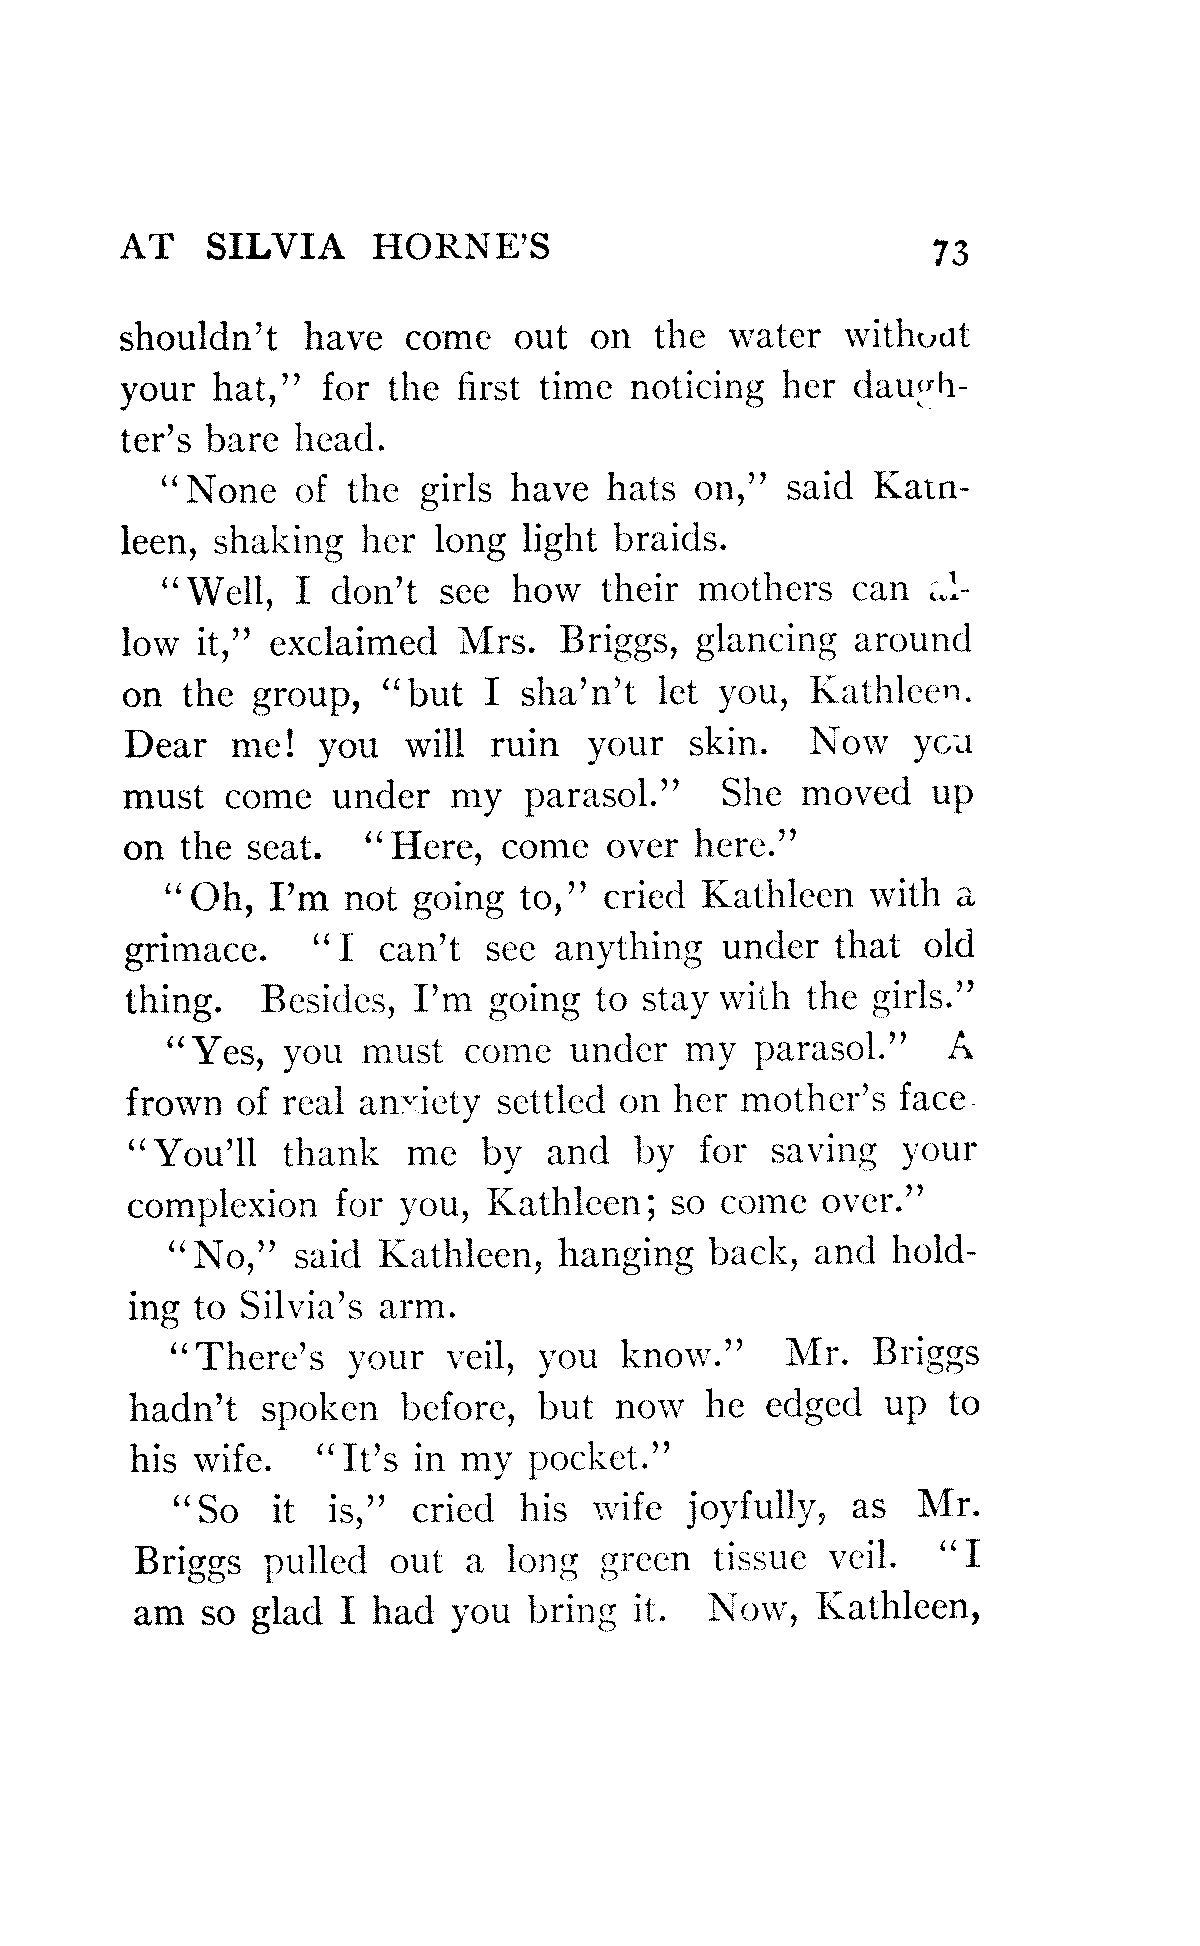 AT SILVIA HORNE'S 73
shouldn't have come out on the water without
your hat," for the first time noticing her daugh-
ter's bare head.
"None of the girls have hats on," said Kath-
leen, shaking her long light braids.
"Well, I don't see how their mothers can al-
low it," exclaimed Mrs. Briggs, glancing around
on the group, "but I sha'n't let you, Kathleen.
Dear me! you will ruin your skin. Now you
must come under my parasol." She moved up
on the seat. "Here, come over here."
"Oh, I'm not going to," cried Kathleen with a
grimace. "I can't see anything under that old
thing. Besides, I'm going to stay with the girls."
"Yes, you must come under my parasol." A
frown of real anxiety settled on her mother's face.
"You'll thank me by and by for saving your
complexion for you, Kathleen; so come over."
"No," said Kathleen, hanging back, and hold-
ing to Silvia's arm.
"There's your veil, you know." Mr. Briggs
hadn't spoken before, but now he edged up to
his wife. "It's in my pocket."
"So it is," cried his wife joyfully, as Mr.
Briggs pulled out a long green tissue veil. "I
am so glad I had you bring it. Now, Kathleen,